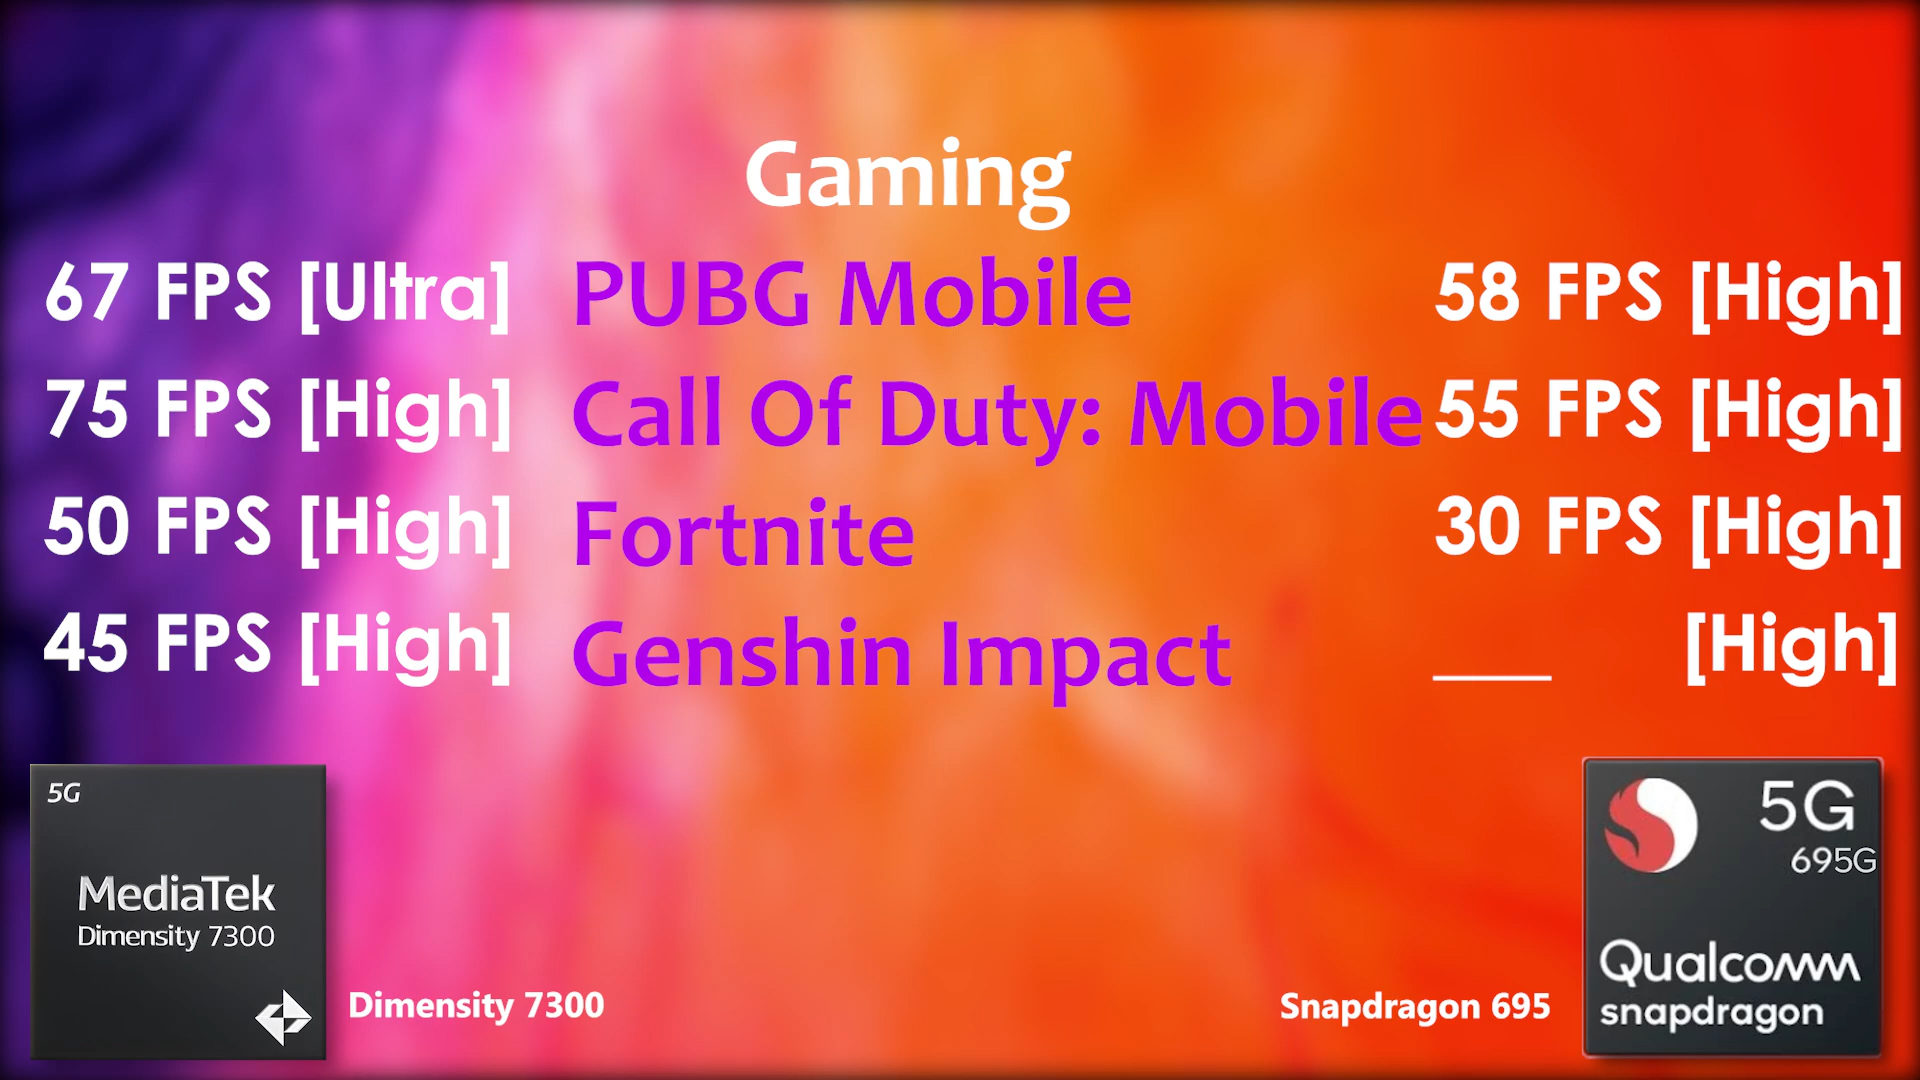 Gaming
67 FPS [Ultra] PUBG Mobile 58 FPS [High]
75 FPS [High] Call Of Duty: Mobile 55 FPS [High]
50 FPS [High] Fortnite 30 FPS [High]
45 FPS [High] Genshin Impact ___ [High]
5G
MediaTek
Dimensity 7300
Dimensity 7300
Snapdragon 695
5G
695G
Qualcomm
snapdragon